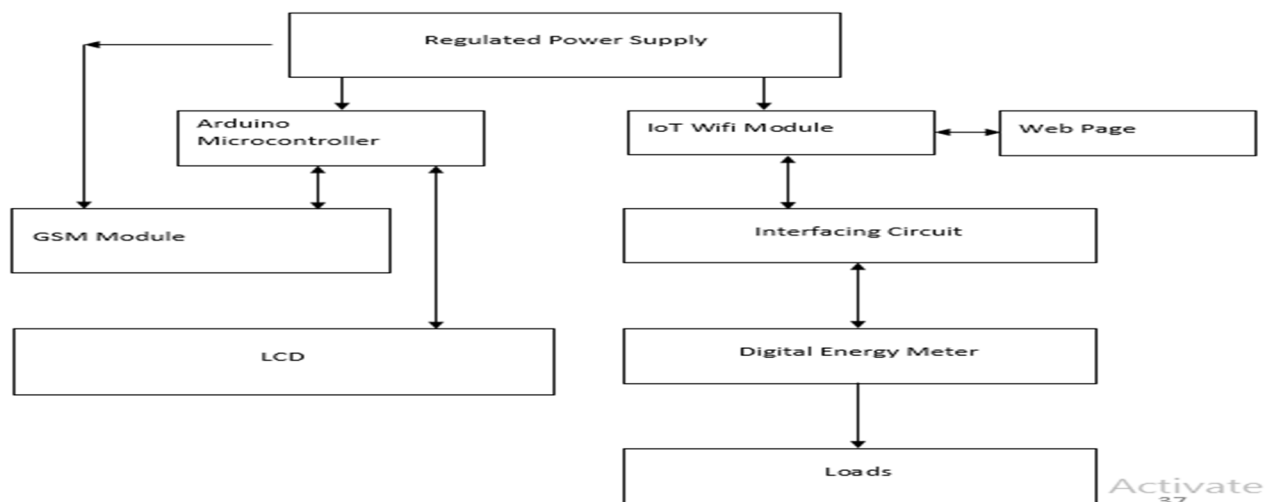 Regulated Power Supply
Arduino
Microcontroller
IoT Wifi Module
Web Page
GSM Module
Interfacing Circuit
LCD
Digital Energy Meter
Loads
Activate
37